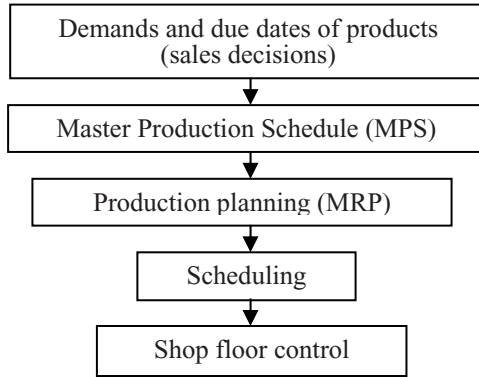 Demands and due dates of products
(sales decisions)
Master Production Schedule (MPS)
Production planning (MRP)
Scheduling
Shop floor control